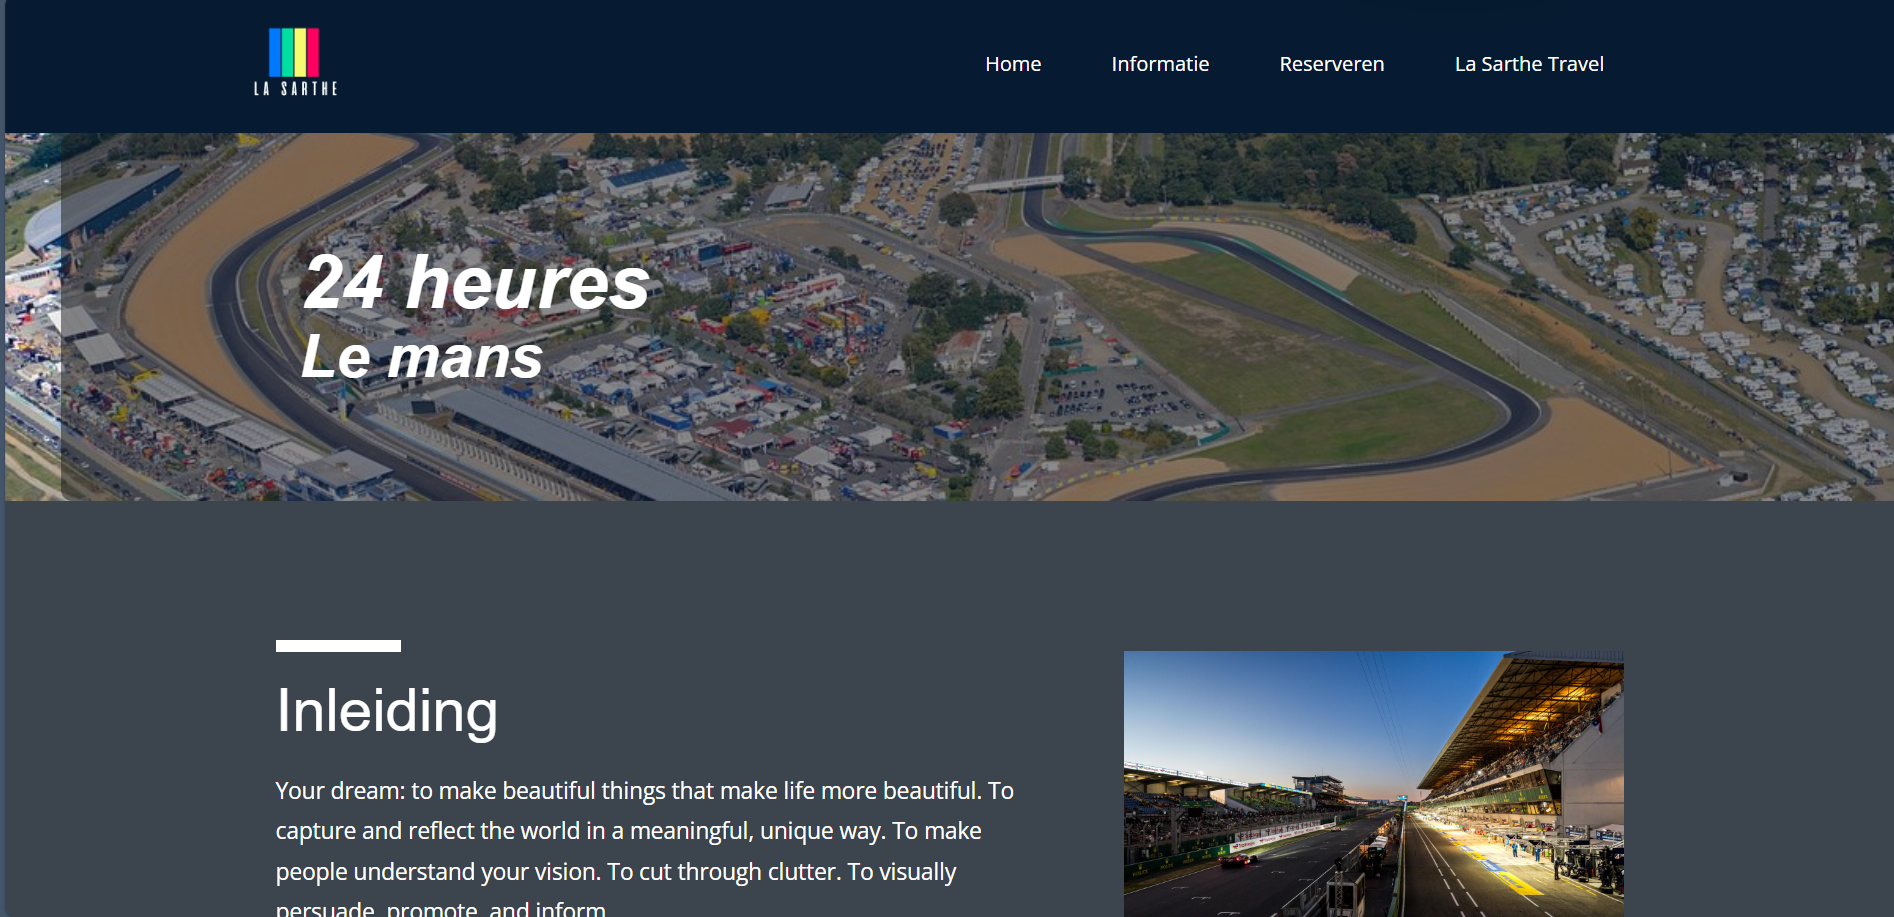 LA SARTHE
Home Informatie Reserveren La Sarthe Travel
24 heures
Le mans
Inleiding
Your dream: to make beautiful things that make life more beautiful. To
capture and reflect the world in a meaningful, unique way. To make
people understand your vision. To cut through clutter. To visually
persuade, promote, and inform